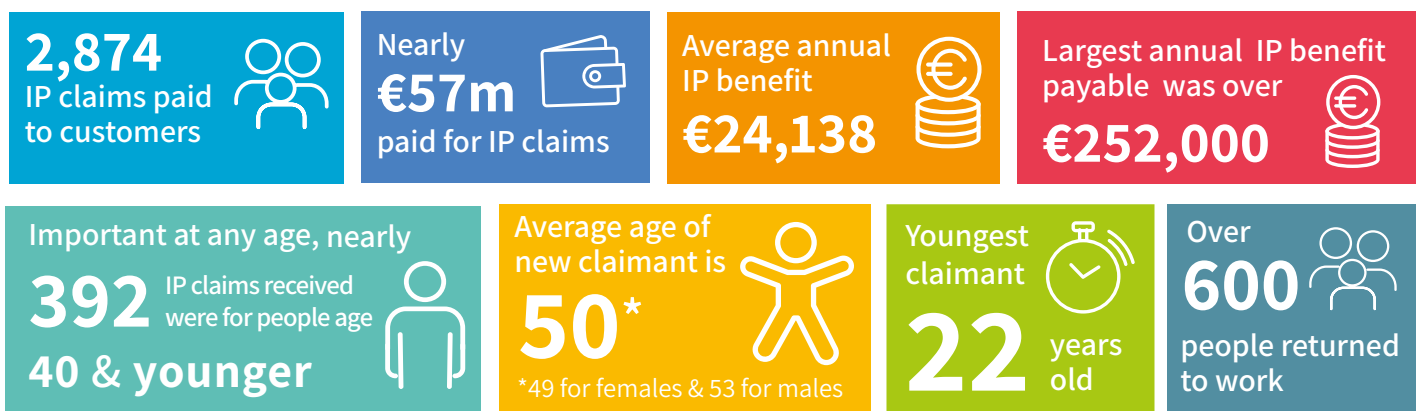 2,874
IP claims paid
to customers
Nearly
€57m
paid for IP claims
Average annual
IP benefit
€24,138
Largest annual IP benefit
payable was over
€252,000
Important at any age, nearly
392 IP claims received
were for people age
40 & younger
Average age of
new claimant is
50*
*49 for females & 53 for males
Youngest
claimant
22 years
old
Over
600
people returned
to work